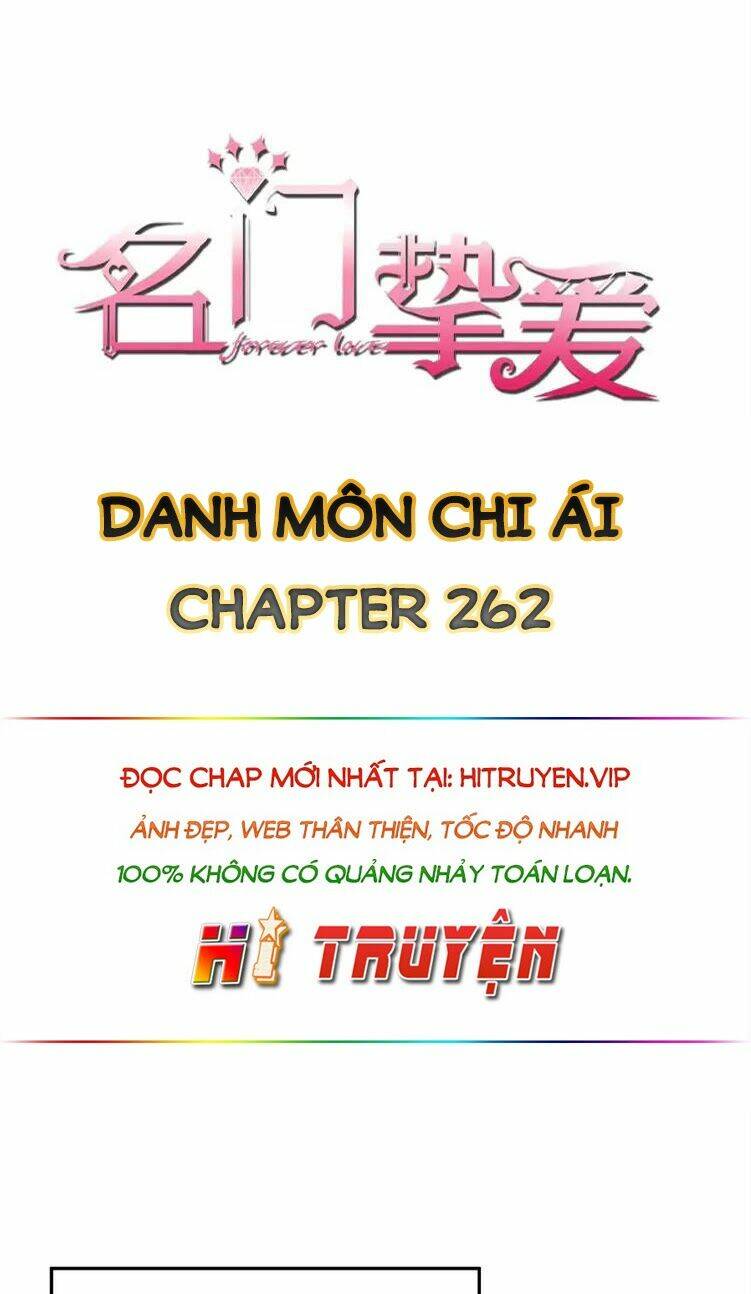 名门挚爱
forever love
DANH MÔN CHI ÁI
CHAPTER 262
ĐỌC CHAP MỚI NHẤT TẠI: HITRUYEN.VIP
ẢNH ĐẸP, WEB THÂN THIỆN, TỐC ĐỘ NHANH
100% KHÔNG CÓ QUẢNG NHẢY TOÁN LOẠN.
HI TRUYỆN